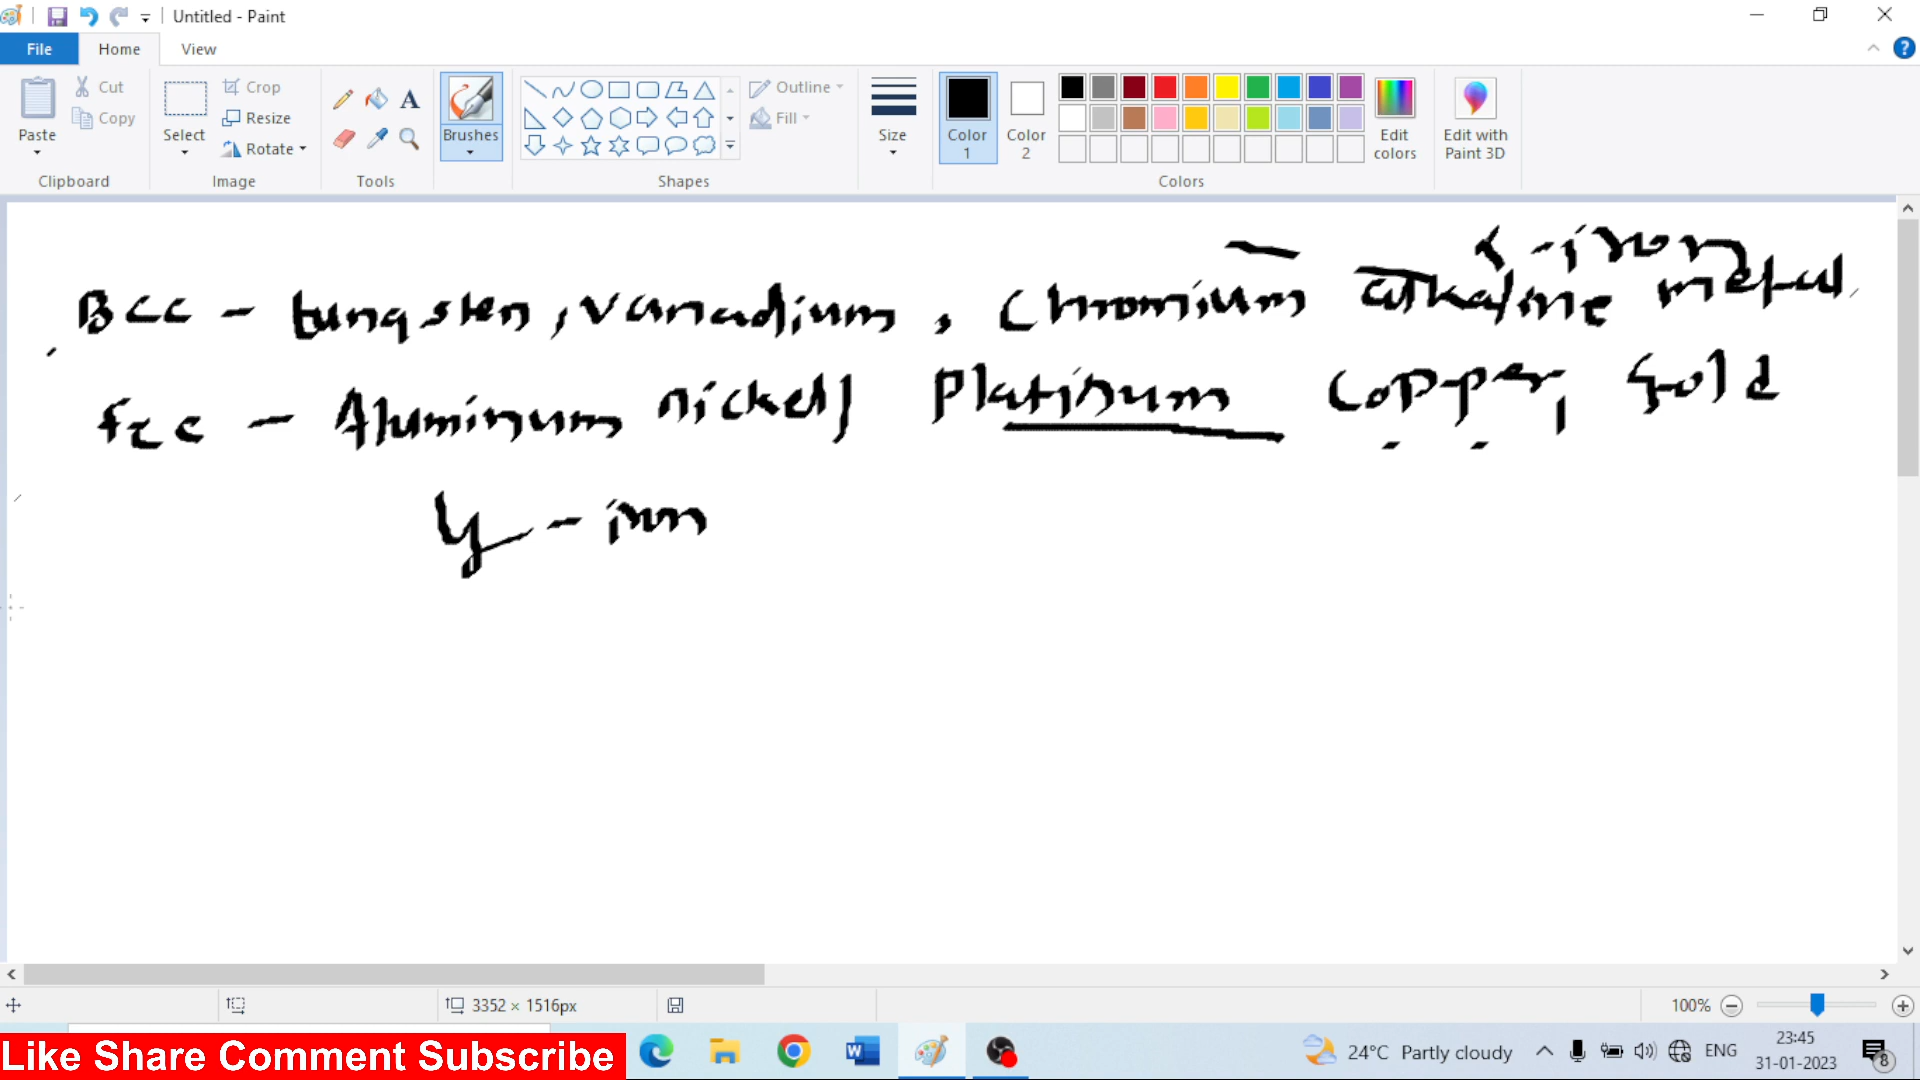 Untitled - Paint
File Home View
Paste Cut Copy Clipboard
Select Crop Resize Rotate Image
Tools
Brushes
Outline Fill Shapes
Size
Color 1 Color 2 Edit colors Colors
Edit with Paint 3D
α - iron
Bcc - tungsten, vanadium, Chromium alkaline metal
fcc - Aluminum nickel, Platinum Copper, Gold
γ - iron
3352 × 1516px 100%
Like Share Comment Subscribe
24°C Partly cloudy ENG 23:45
31-01-2023 8